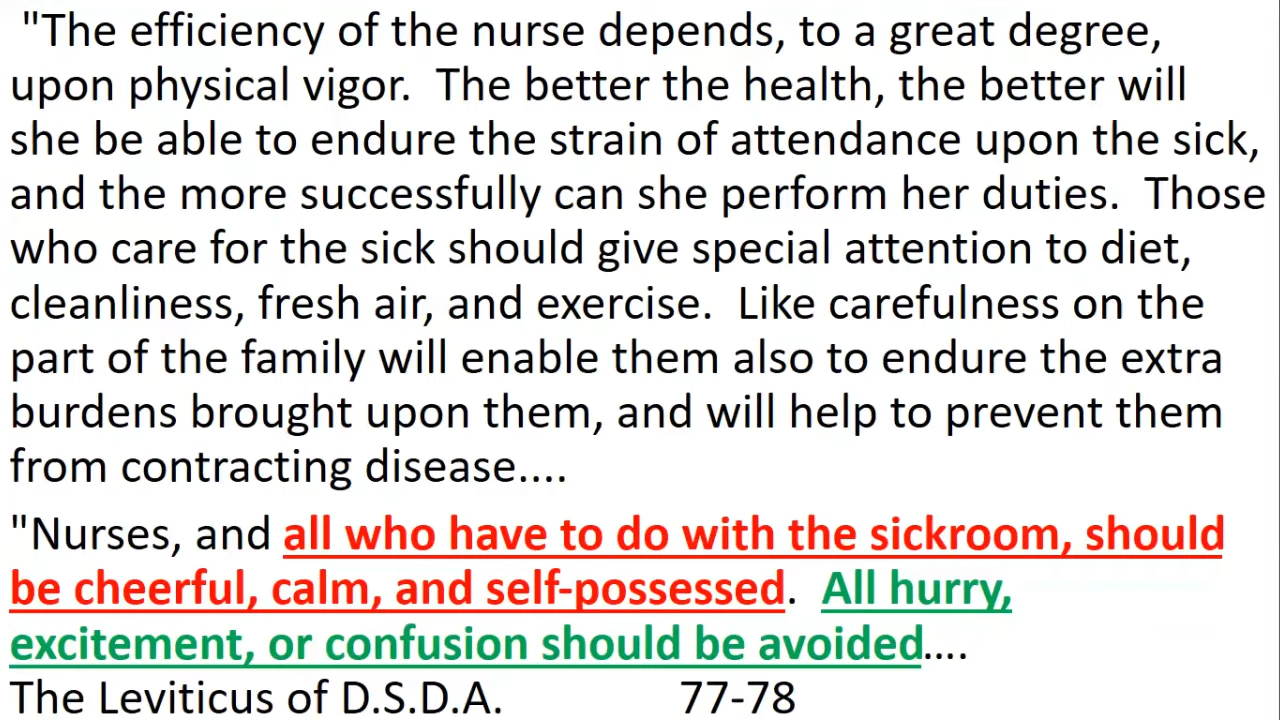 "The efficiency of the nurse depends, to a great degree,
upon physical vigor.  The better the health, the better will
she be able to endure the strain of attendance upon the sick,
and the more successfully can she perform her duties.  Those
who care for the sick should give special attention to diet,
cleanliness, fresh air, and exercise.  Like carefulness on the
part of the family will enable them also to endure the extra
burdens brought upon them, and will help to prevent them
from contracting disease....
"Nurses, and all who have to do with the sickroom, should
be cheerful, calm, and self-possessed.  All hurry,
excitement, or confusion should be avoided....
The Leviticus of D.S.D.A.          77-78